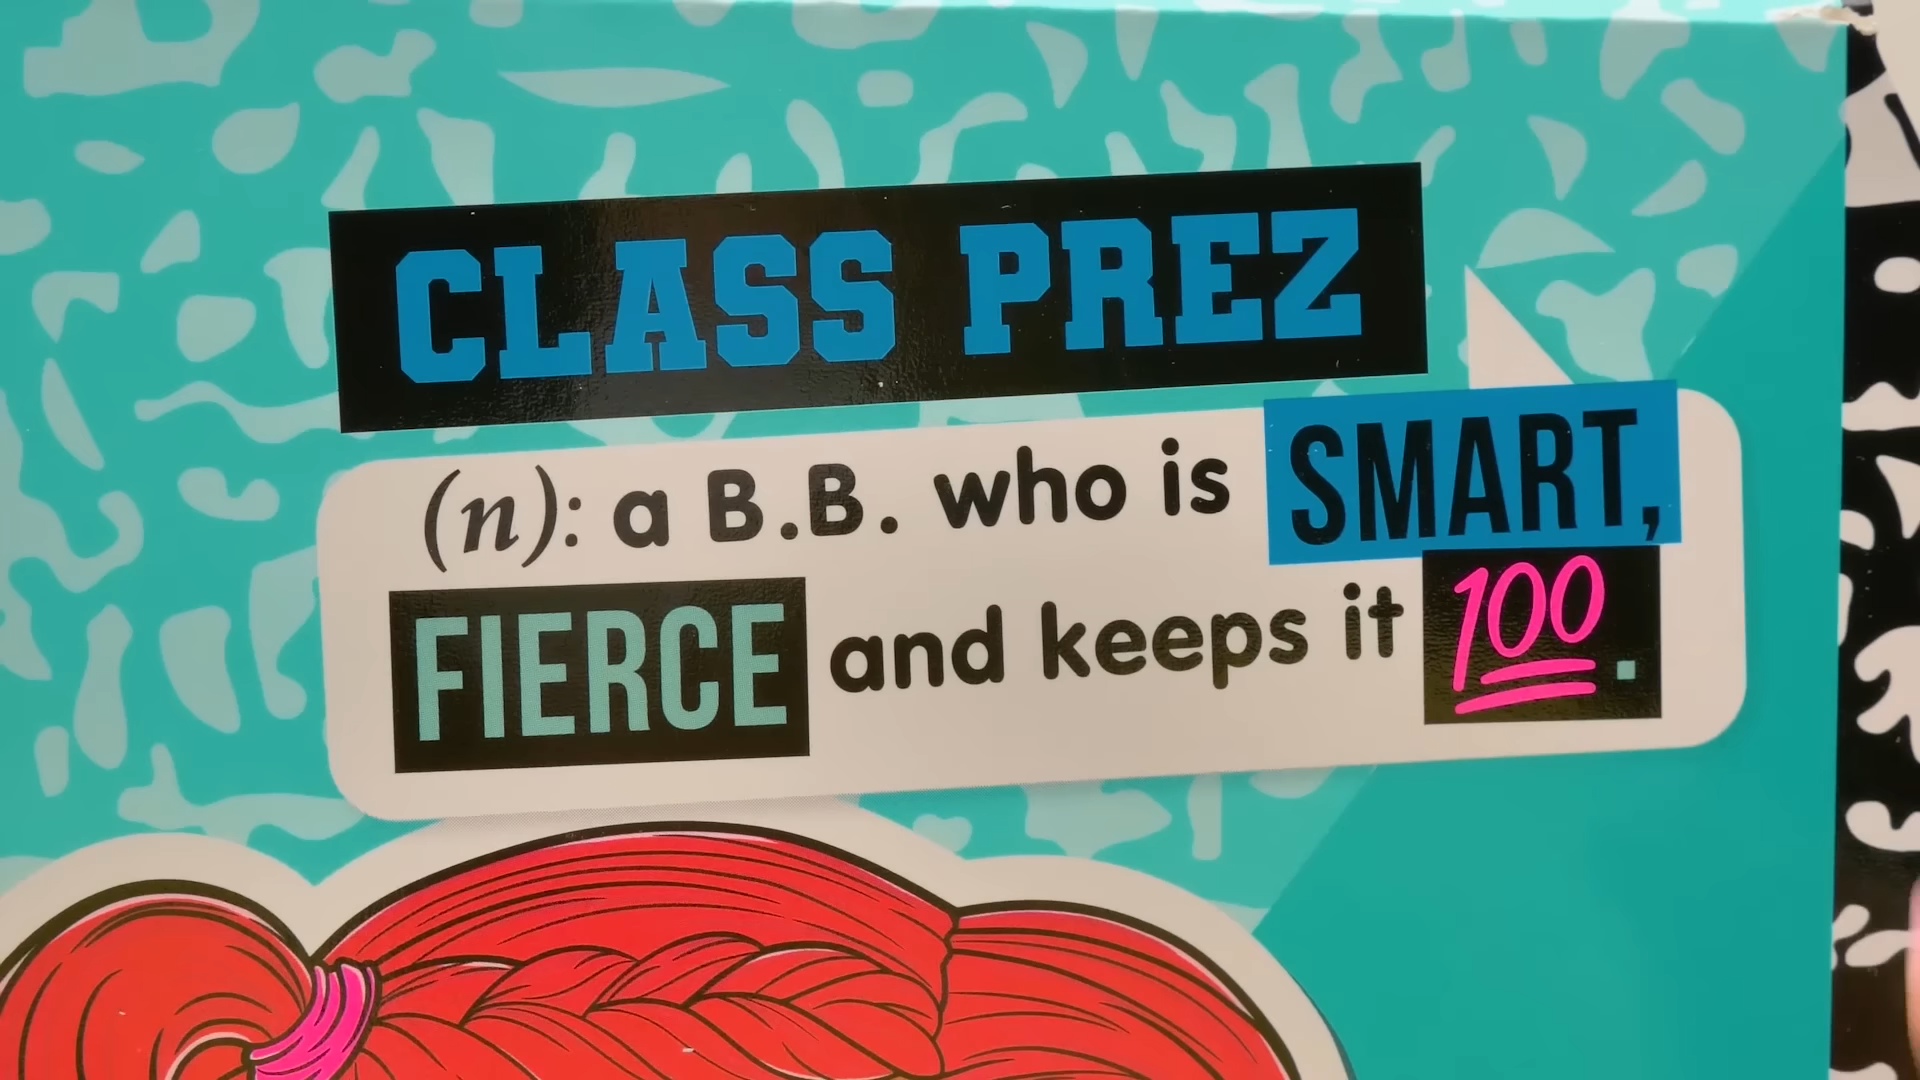 CLASS PREZ
(n): a B.B. who is SMART,
FIERCE and keeps it 100.